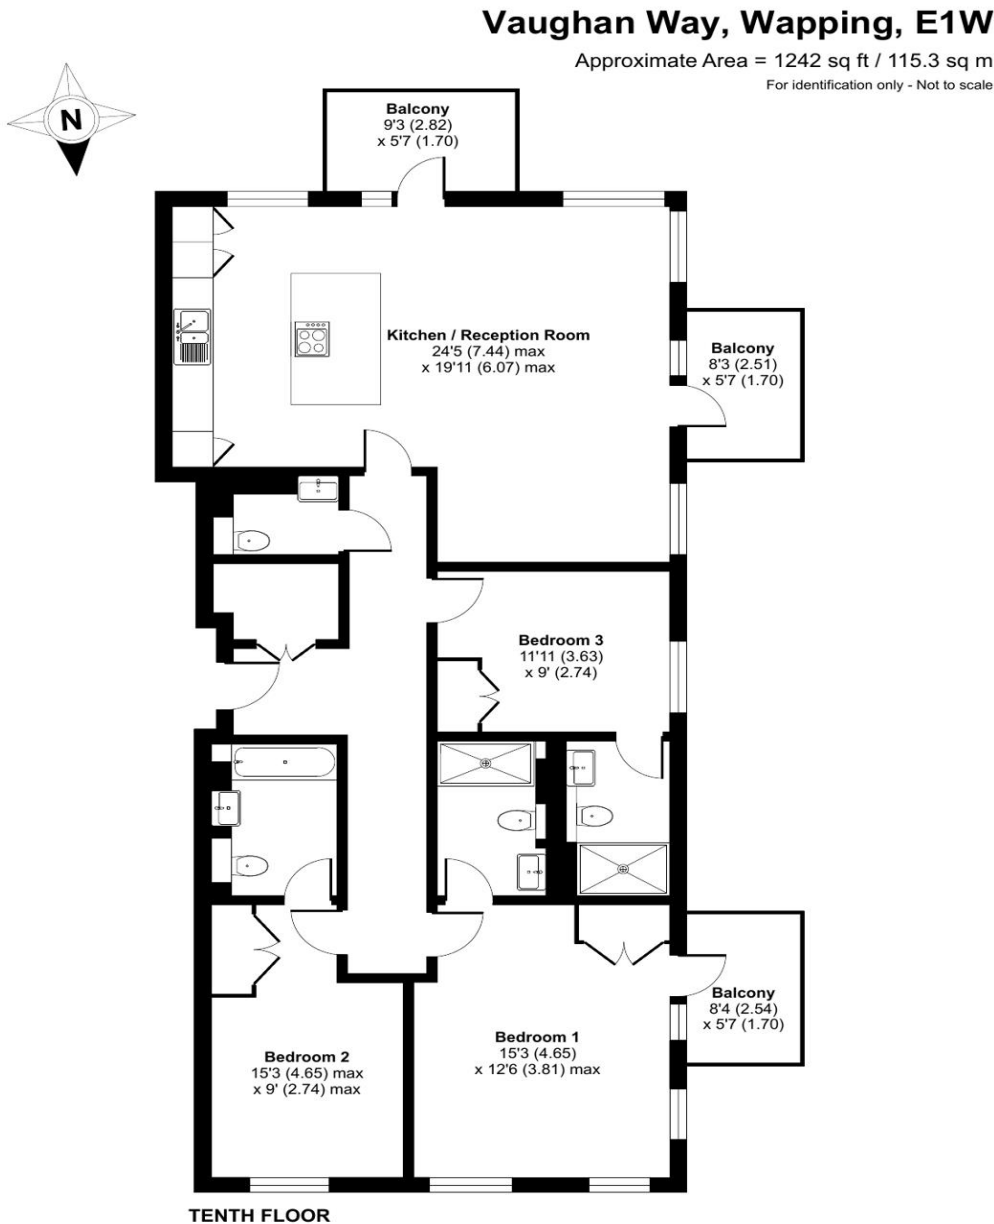 Vaughan Way, Wapping, E1W
Approximate Area = 1242 sq ft / 115.3 sq m
For identification only - Not to scale
N
Balcony
9'3 (2.82)
x 5'7 (1.70)
Kitchen / Reception Room
24'5 (7.44) max
x 19'11 (6.07) max
Balcony
8'3 (2.51)
x 5'7 (1.70)
Bedroom 3
11'11 (3.63)
x 9' (2.74)
Balcony
8'4 (2.54)
x 5'7 (1.70)
Bedroom 1
15'3 (4.65)
x 12'6 (3.81) max
Bedroom 2
15'3 (4.65) max
x 9' (2.74) max
TENTH FLOOR